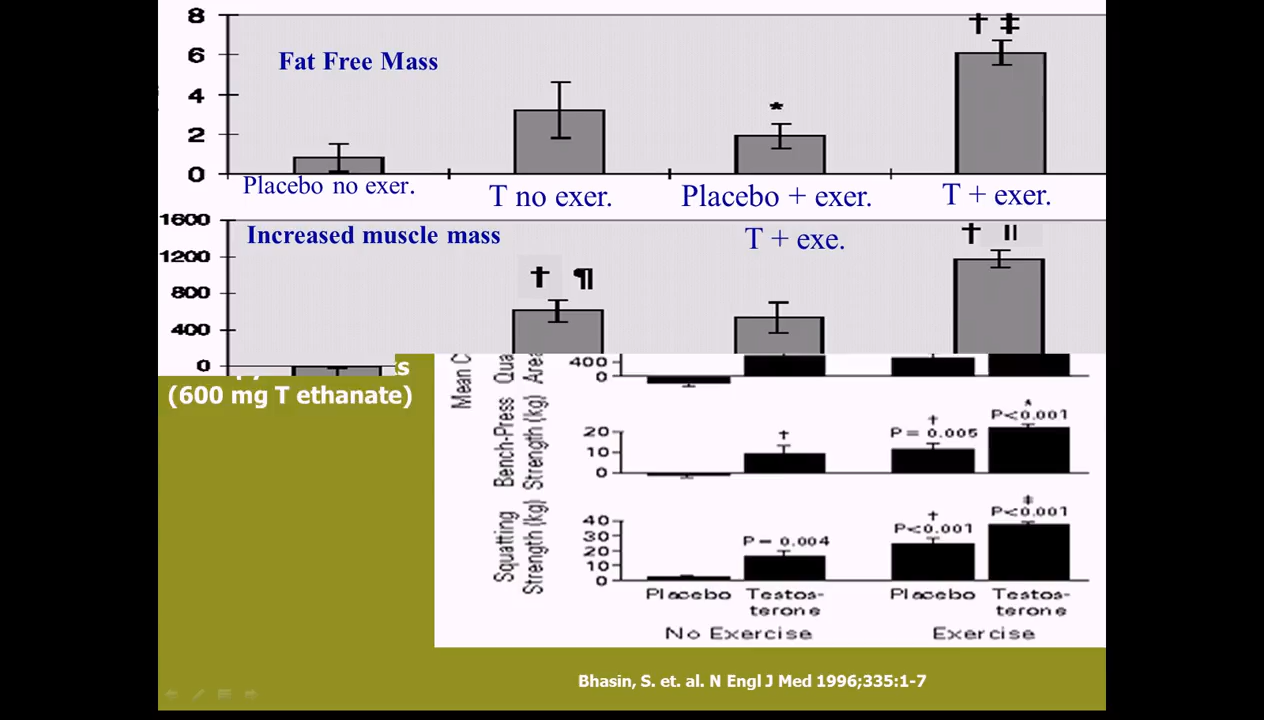 8
† ‡
6
Fat Free Mass
4
*
2
0
Placebo no exer.
T no exer.
Placebo + exer.
T + exer.
1600
Increased muscle mass
T + exe.
†
1200
† ¶
800
400
0
(600 mg T ethanate)
Mean C
Qua
Area
400
0
Bench-Press
Strength (kg)
20
10
0
†
†
P = 0.005
*
P<0.001
Squatting
Strength (kg)
40
30
20
10
0
P = 0.004
†
P<0.001
‡
P<0.001
Placebo
Testos-
terone
Placebo
Testos-
terone
No Exercise
Exercise
Bhasin, S. et. al. N Engl J Med 1996;335:1-7